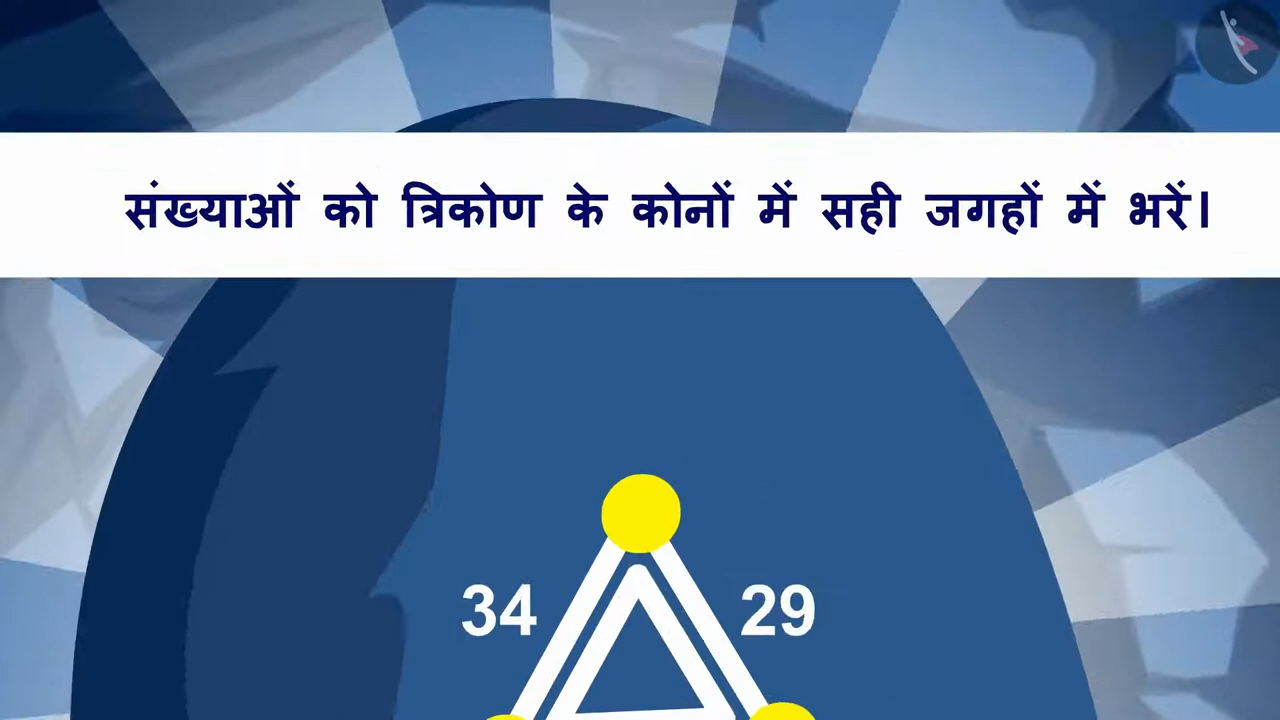 संख्याओं को त्रिकोण के कोनों में सही जगहों में भरें।
34 29